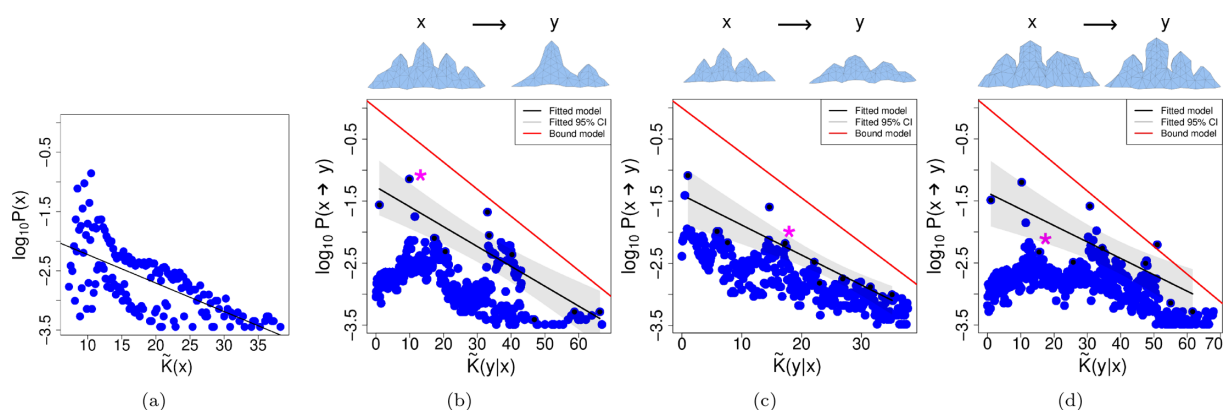 x ⟶ y
x ⟶ y
x ⟶ y
log10P(x)
-0.5
-1.5
-2.5
-3.5
10 15 20 25 30 35
K̃(x)
(a)
log10 P(x → y)
-0.5
-1.5
-2.5
-3.5
Fitted model
Fitted 95% CI
Bound model
*
0 10 20 30 40 50 60
K̃(y|x)
(b)
log10 P(x → y)
-0.5
-1.5
-2.5
-3.5
Fitted model
Fitted 95% CI
Bound model
*
0 10 20 30
K̃(y|x)
(c)
log10 P(x → y)
-0.5
-1.5
-2.5
-3.5
Fitted model
Fitted 95% CI
Bound model
*
0 10 20 30 40 50 60 70
K̃(y|x)
(d)